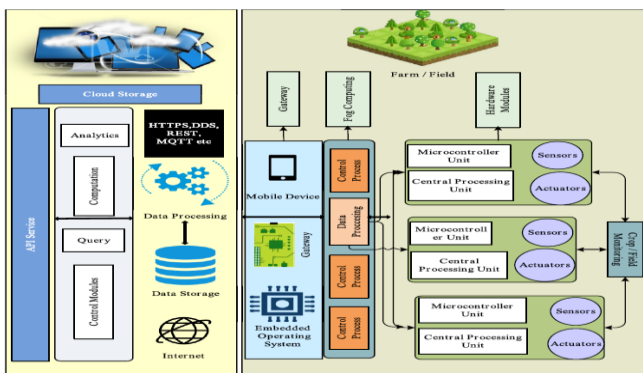 Cloud Storage
API Service
Analytics
Computation
Query
Control Modules
HTTPS,DDS,
REST,
MQTT etc
Data Processing
Data Storage
Internet
Farm / Field
Gateway
Fog Computing
Hardware
Modules
Mobile Device
Gateway
Embedded
Operating
System
Control
Process
Data
Processing
Control
Process
Control
Process
Microcontroller
Unit
Central Processing Unit
Sensors
Actuators
Microcontroll
er Unit
Central
Processing Unit
Sensors
Actuators
Microcontroller
Unit
Central Processing
Unit
Sensors
Actuators
Crop / Field
Monitoring